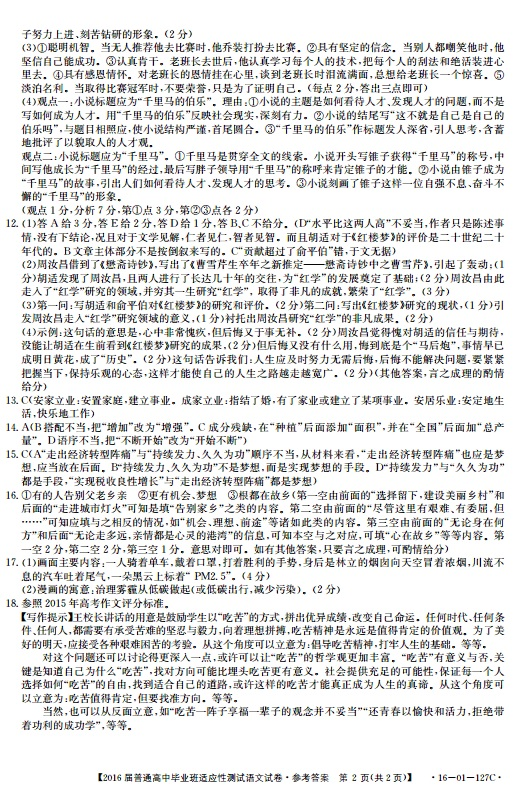 子努力上进、刻苦钻研的形象。(2分)
(3)①聪明机智。当无人推荐他去比赛时,他乔装打扮去比赛。②具有坚定的信念。当别人都嘲笑他时,他
坚信自己能成功。③认真肯干。老班长去世后,他认真学习每个人的技术,把每个人的刮法和绝活装进心
里去。④具有感恩情怀。对老班长的恩情挂在心里,谈到老班长时泪流满面,总想给老班长一个惊喜。⑤
淡泊名利。当取得比赛冠军时,不要荣誉,只是为了证明自己。(每点2分,答出三点即可)
(4)观点一:小说标题应为“千里马的伯乐”。理由:①小说的主题是如何看待人才、发现人才的问题,而不是
写如何成为人才。用“千里马的伯乐”反映社会现实,深刻有力。②小说的结尾写“这不就是自己是自己的
伯乐吗”,与题目相照应,使小说结构严谨,首尾圆合。③“千里马的伯乐”作标题发人深省,引人思考,含蓄
地批评了以貌取人的人才观。
观点二:小说标题应为“千里马”。①千里马是贯穿全文的线索。小说开头写锥子获得“千里马”的称号,中
间写他成长为“千里马”的经过,最后写胖子领导用“千里马”的称呼来肯定锥子的才能。②小说由锥子成为
“千里马”的故事,引出人们如何看待人才、发现人才的思考。③小说刻画了锥子这样一位自强不息、奋斗不
懈的“千里马”的形象。
(观点1分,分析7分,第①点3分,第②③点各2分)
12. (1)答A给3分,答E给2分,答D给1分,答B、C不给分。(D“水平比这两人高”不妥当,作者只是陈述事
情,没有下结论,况且对于文学见解,仁者见仁,智者见智。而且胡适对于《红楼梦》的评价是二十世纪二十
年代的。B文章主体部分不是按倒叙来写的。C“贡献超过了俞平伯”错,于文无据)
(2)周汝昌借到了《懋斋诗钞》,写出了《曹雪芹生卒年之新推定——懋斋诗钞中之曹雪芹》,引起了轰动;(1
分)胡适发现了周汝昌,且两人进行了长达几十年的交往,为“红学”的发展奠定了基础;(2分)周汝昌由此
走入了“红学”研究的领域,并穷其一生研究“红学”,取得了非凡的成就,繁荣了“红学”。(3分)
(3)第一问:写胡适和俞平伯对《红楼梦》的研究和评价。(2分)第二问:写出《红楼梦》研究的现状,(1分)引
发周汝昌走入“红学”研究领域的意义,(1分)衬托出周汝昌研究“红学”的非凡成果。(2分)
(4)示例:这句话的意思是,心中非常愧疚,但后悔又于事无补。(2分)周汝昌觉得愧对胡适的信任与期待,
没能让胡适在生前看到《红楼梦》研究的成果,(2分)但后悔又没有什么用,悔到底是个“马后炮”,事情早已
成明日黄花,成了“历史”。(2分)这句话告诉我们:人生应及时努力无需后悔,后悔不能解决问题,要紧紧
把握当下,保持乐观的心态,这样才能使自己的人生之路越走越宽广。(2分)(其他答案,言之成理的酌情
给分)
13. C(安家立业:安置家庭,建立事业。成家立业:指结了婚,有了家业或建立了某项事业。安居乐业:安定地生
活、快乐地工作)
14. A(B搭配不当,把“增加”改为“增强”。C成分残缺,在“种植”后面添加“面积”,并在“全国”后面加“总产
量”。D语序不当,把“不断开始”改为“开始不断”)
15. C(A“走出经济转型阵痛”与“持续发力、久久为功”顺序不当,从材料来看,“走出经济转型阵痛”也应是梦
想,应当放在后面。B“持续发力、久久为功”不是梦想,而是实现梦想的手段。D“持续发力”与“久久为功”
都是手段,“实现税收良性增长”与“走出经济转型阵痛”都是梦想)
16. ①有的人告别父老乡亲 ②更有机会、梦想 ③根都在故乡(第一空由前面的“选择留下,建设美丽乡村”和
后面的“走进城市灯火”可知是填“告别家乡”之类的内容。第二空由前面的“尽管这里有艰难、有委屈,但
……”可知应填与之相反的情况,如“机会、理想、前途”等诸如此类的内容。第三空由前面的“无论身在何
方”和后面“无论走多远,亲情都是心灵的港湾”的信息,可知本空与之对应,可填“心在故乡”等等内容。第
一空2分,第二空2分,第三空1分。意思对即可。如有其他答案,只要言之成理,可酌情给分)
17. (1)画面主要内容:一人骑着单车,戴着口罩,打着胜利的手势,身后是林立的烟囱向天空冒着浓烟,川流不
息的汽车吐着尾气,一朵黑云上标着“ PM2. 5”。(4分)
(2)漫画的寓意:治理雾霾从低碳做起(或低碳出行,减少污染)。(2分)
18. 参照2015年高考作文评分标准。
【写作提示】王校长讲话的用意是鼓励学生以“吃苦”的方式,拼出优异成绩,改变自己命运。任何时代、任何条
件、任何人,都需要有承受苦难的坚忍与毅力,向着理想拼搏,吃苦精神是永远是值得肯定的价值观。为了美
好的明天,应接受各种艰难困苦的考验。从这个角度可以立意为:倡导吃苦精神,打牢人生的基础。等等。
对这个问题还可以讨论得更深入一点,或许可以让“吃苦”的哲学观更加丰富。“吃苦”有意义与否,关
键是知道自己为什么“吃苦”,找对方向可能比埋头吃苦更有意义。社会提供充足的可能性,保证每一个人
选择如何“吃苦”的自由,找到适合自己的道路,或许这样的吃苦才能真正成为人生的真谛。从这个角度可
以立意为:吃苦值得肯定,但要找准方向。等等。
当然,也可以从反面立意,如“吃苦一阵子享福一辈子的观念并不妥当”“还青春以愉快和活力,拒绝带
着功利的成功学”,等等。
【2016届普通高中毕业班适应性测试语文试卷·参考答案 第2页(共2页)】 ·16—01—127C·